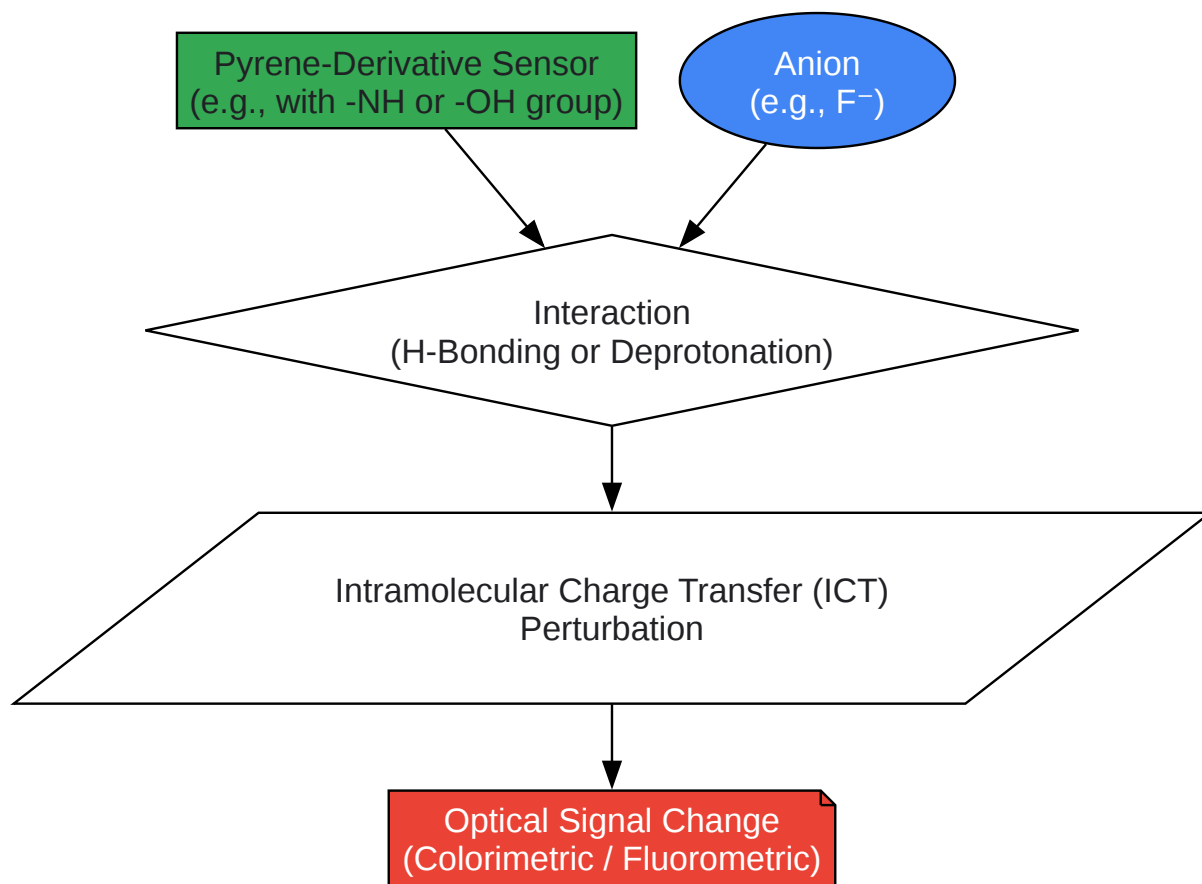 Pyrene-Derivative Sensor
(e.g., with -NH or -OH group)
Anion
(e.g., F⁻)
Interaction
(H-Bonding or Deprotonation)
Intramolecular Charge Transfer (ICT)
Perturbation
Optical Signal Change
(Colorimetric / Fluorometric)